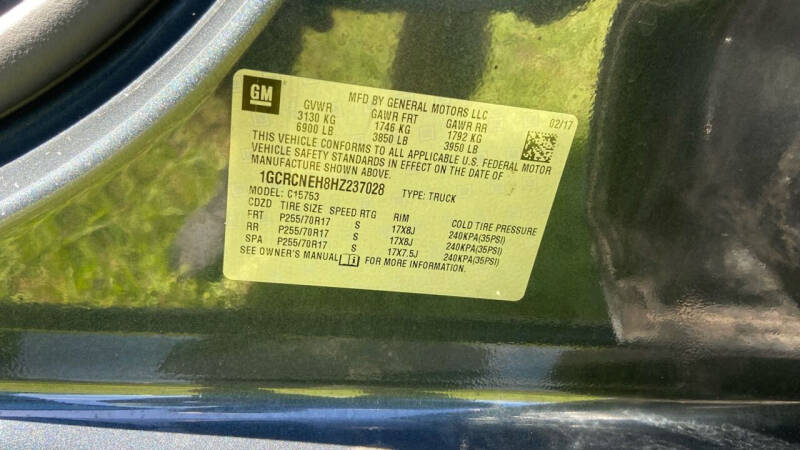 GM
MFD BY GENERAL MOTORS LLC
02/17
GVWR GAWR FRT GAWR RR
3130 KG 1746 KG 1792 KG
6900 LB 3850 LB 3950 LB
THIS VEHICLE CONFORMS TO ALL APPLICABLE U.S. FEDERAL MOTOR
VEHICLE SAFETY STANDARDS IN EFFECT ON THE DATE OF
MANUFACTURE SHOWN ABOVE.
1GCRCNEH8HZ237028
MODEL: C15753 TYPE: TRUCK
CDZD TIRE SIZE SPEED RTG RIM COLD TIRE PRESSURE
FRT P255/70R17 S 17X8J 240KPA(35PSI)
RR P255/70R17 S 17X8J 240KPA(35PSI)
SPA P255/70R17 S 17X7.5J 240KPA(35PSI)
SEE OWNER'S MANUAL FOR MORE INFORMATION.